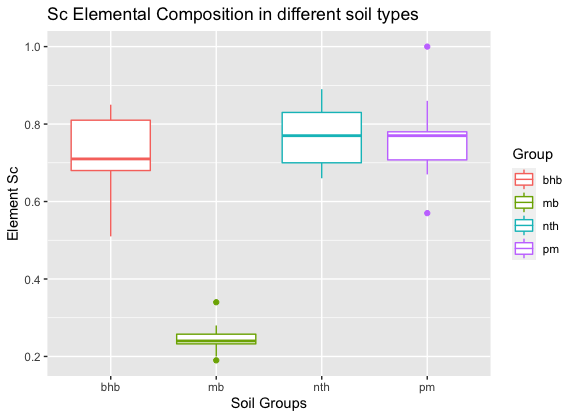 Sc Elemental Composition in different soil types
Element Sc
1.0
0.8
0.6
0.4
0.2
bhb mb nth pm
Soil Groups
Group
bhb
mb
nth
pm